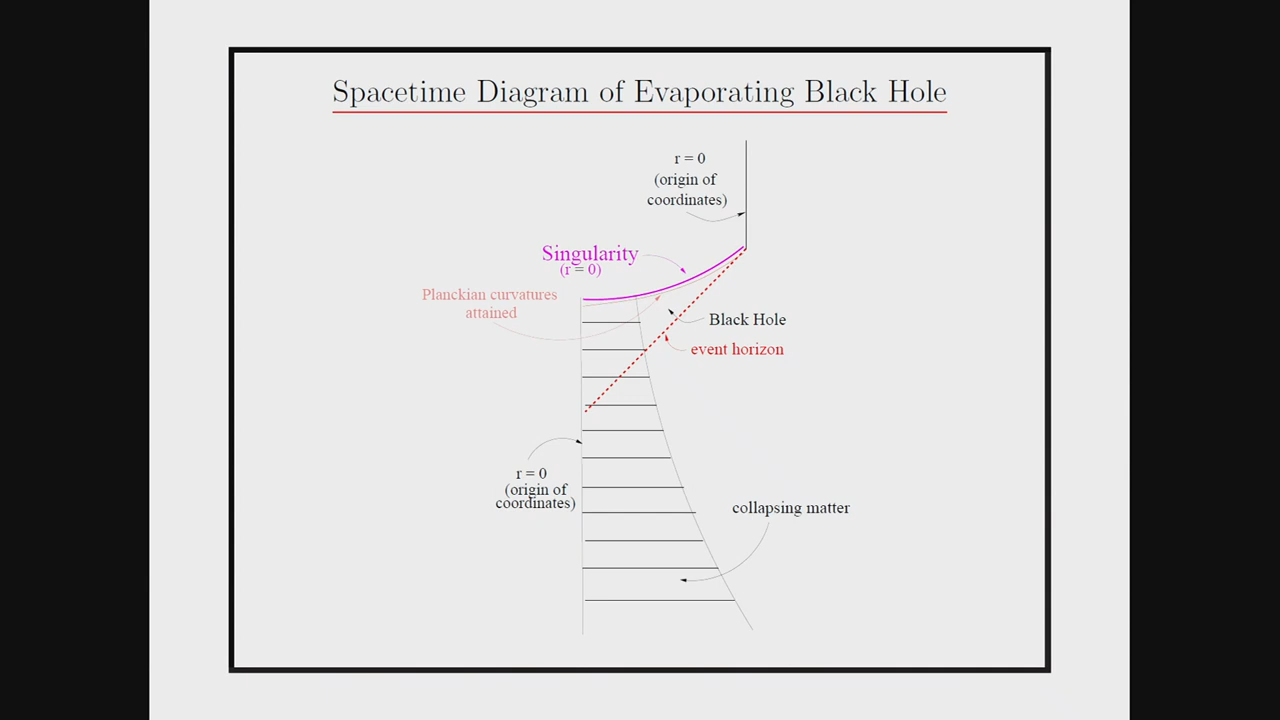 Spacetime Diagram of Evaporating Black Hole
r = 0
(origin of
coordinates)
Singularity
(r = 0)
Planckian curvatures
attained
Black Hole
event horizon
r = 0
(origin of
coordinates)
collapsing matter